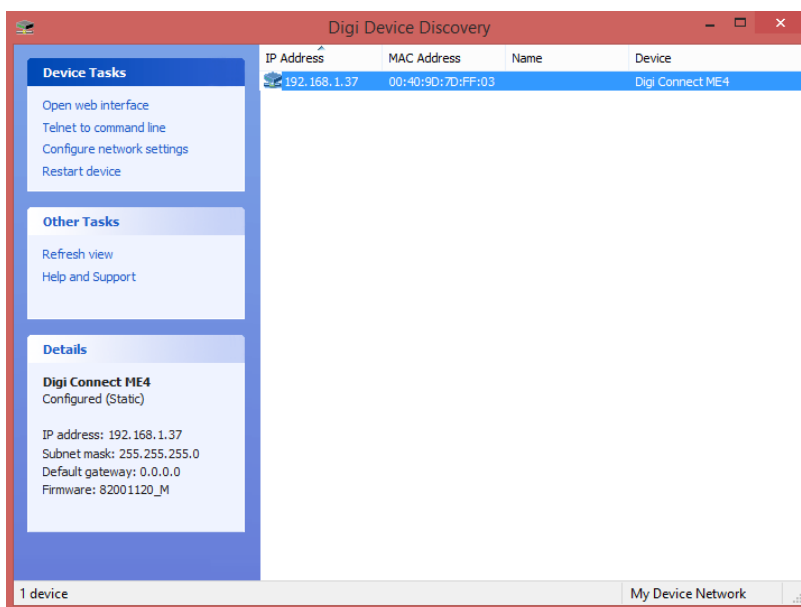 Digi Device Discovery
Device Tasks
Open web interface
Telnet to command line
Configure network settings
Restart device
Other Tasks
Refresh view
Help and Support
Details
Digi Connect ME4
Configured (Static)
IP address: 192.168.1.37
Subnet mask: 255.255.255.0
Default gateway: 0.0.0.0
Firmware: 82001120_M
IP Address MAC Address Name Device
192.168.1.37 00:40:9D:7D:FF:03 Digi Connect ME4
1 device My Device Network